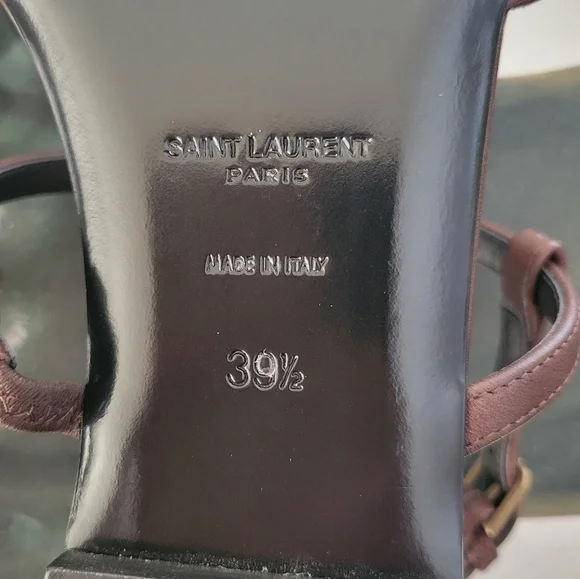 SAINT LAURENT
PARIS
MADE IN ITALY
39½